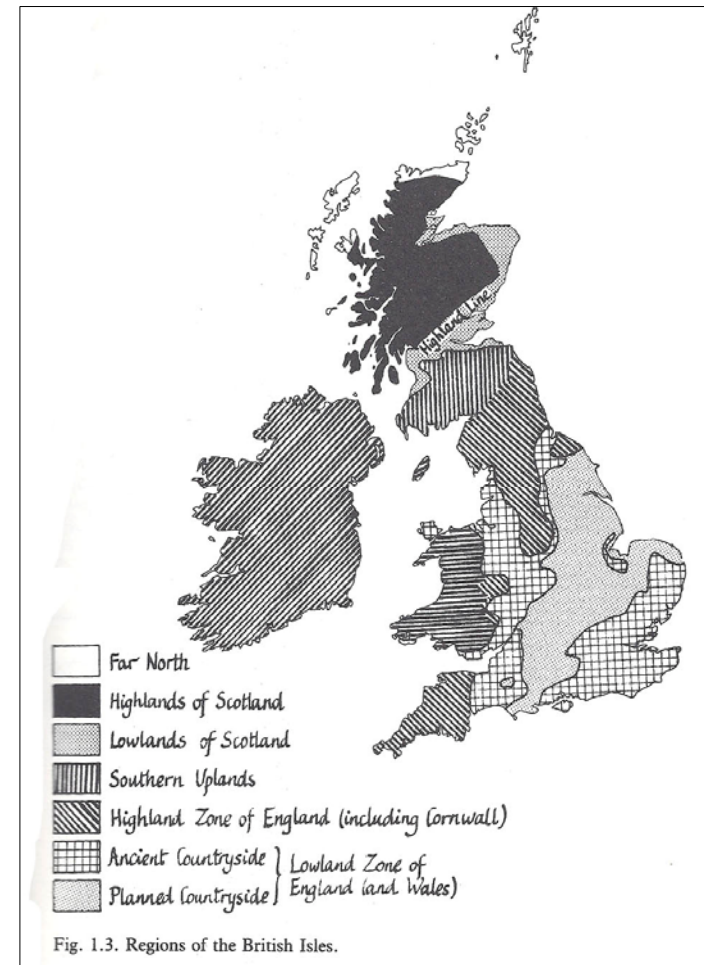 Highland Line
Far North
Highlands of Scotland
Lowlands of Scotland
Southern Uplands
Highland Zone of England (including Cornwall)
Ancient Countryside
Planned Countryside
Lowland Zone of
England (and Wales)
Fig. 1.3. Regions of the British Isles.